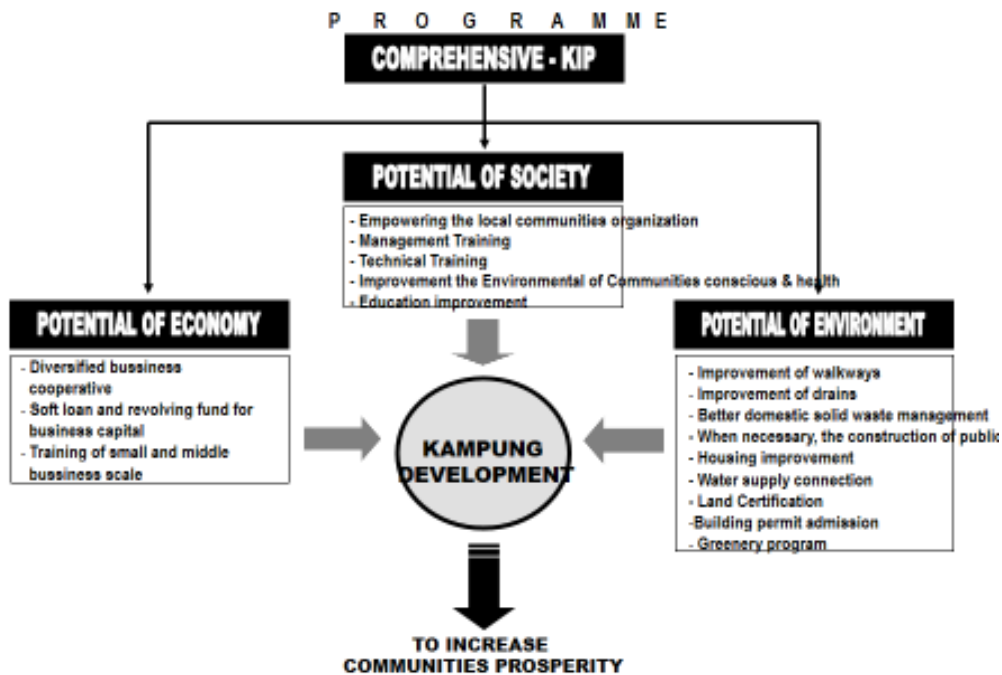 P R O G R A M M E
COMPREHENSIVE - KIP
POTENTIAL OF SOCIETY
- Empowering the local communities organization
- Management Training
- Technical Training
- Improvement the Environmental of Communities conscious & health
- Education improvement
POTENTIAL OF ECONOMY
- Diversified bussiness
cooperative
- Soft loan and revolving fund for
business capital
- Training of small and middle
bussiness scale
POTENTIAL OF ENVIRONMENT
- Improvement of walkways
- Improvement of drains
- Better domestic solid waste management
- When necessary, the construction of public
- Housing improvement
- Water supply connection
- Land Certification
-Building permit admission
- Greenery program
KAMPUNG
DEVELOPMENT
TO INCREASE
COMMUNITIES PROSPERITY